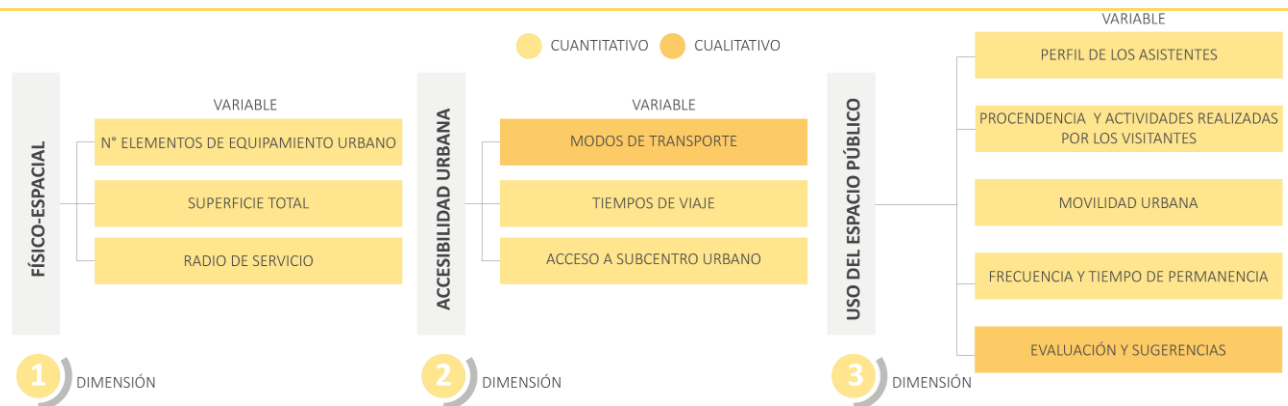 CUANTITATIVO
CUALITATIVO
FÍSICO-ESPACIAL
VARIABLE
N° ELEMENTOS DE EQUIPAMIENTO URBANO
SUPERFICIE TOTAL
RADIO DE SERVICIO
1
DIMENSIÓN
ACCESIBILIDAD URBANA
VARIABLE
MODOS DE TRANSPORTE
TIEMPOS DE VIAJE
ACCESO A SUBCENTRO URBANO
2
DIMENSIÓN
USO DEL ESPACIO PÚBLICO
VARIABLE
PERFIL DE LOS ASISTENTES
PROCENDENCIA Y ACTIVIDADES REALIZADAS
POR LOS VISITANTES
MOVILIDAD URBANA
FRECUENCIA Y TIEMPO DE PERMANENCIA
EVALUACIÓN Y SUGERENCIAS
3
DIMENSIÓN